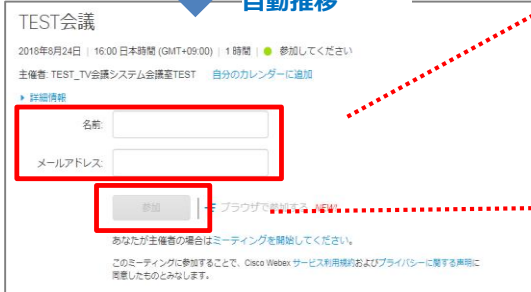 自動推移
TEST会議
2018年8月24日 | 16:00 日本時間 (GMT+09:00) | 1 時間 | 参加してください
主催者: TEST_TV会議システム会議室TEST 自分のカレンダーに追加
詳細情報
名前:
メールアドレス:
参加 | ブラウザで参加する NEW!
あなたが主催者の場合はミーティングを開始してください。
このミーティングに参加することで、Cisco Webex サービス利用規約およびプライバシーに関する声明に
同意したものとみなします。